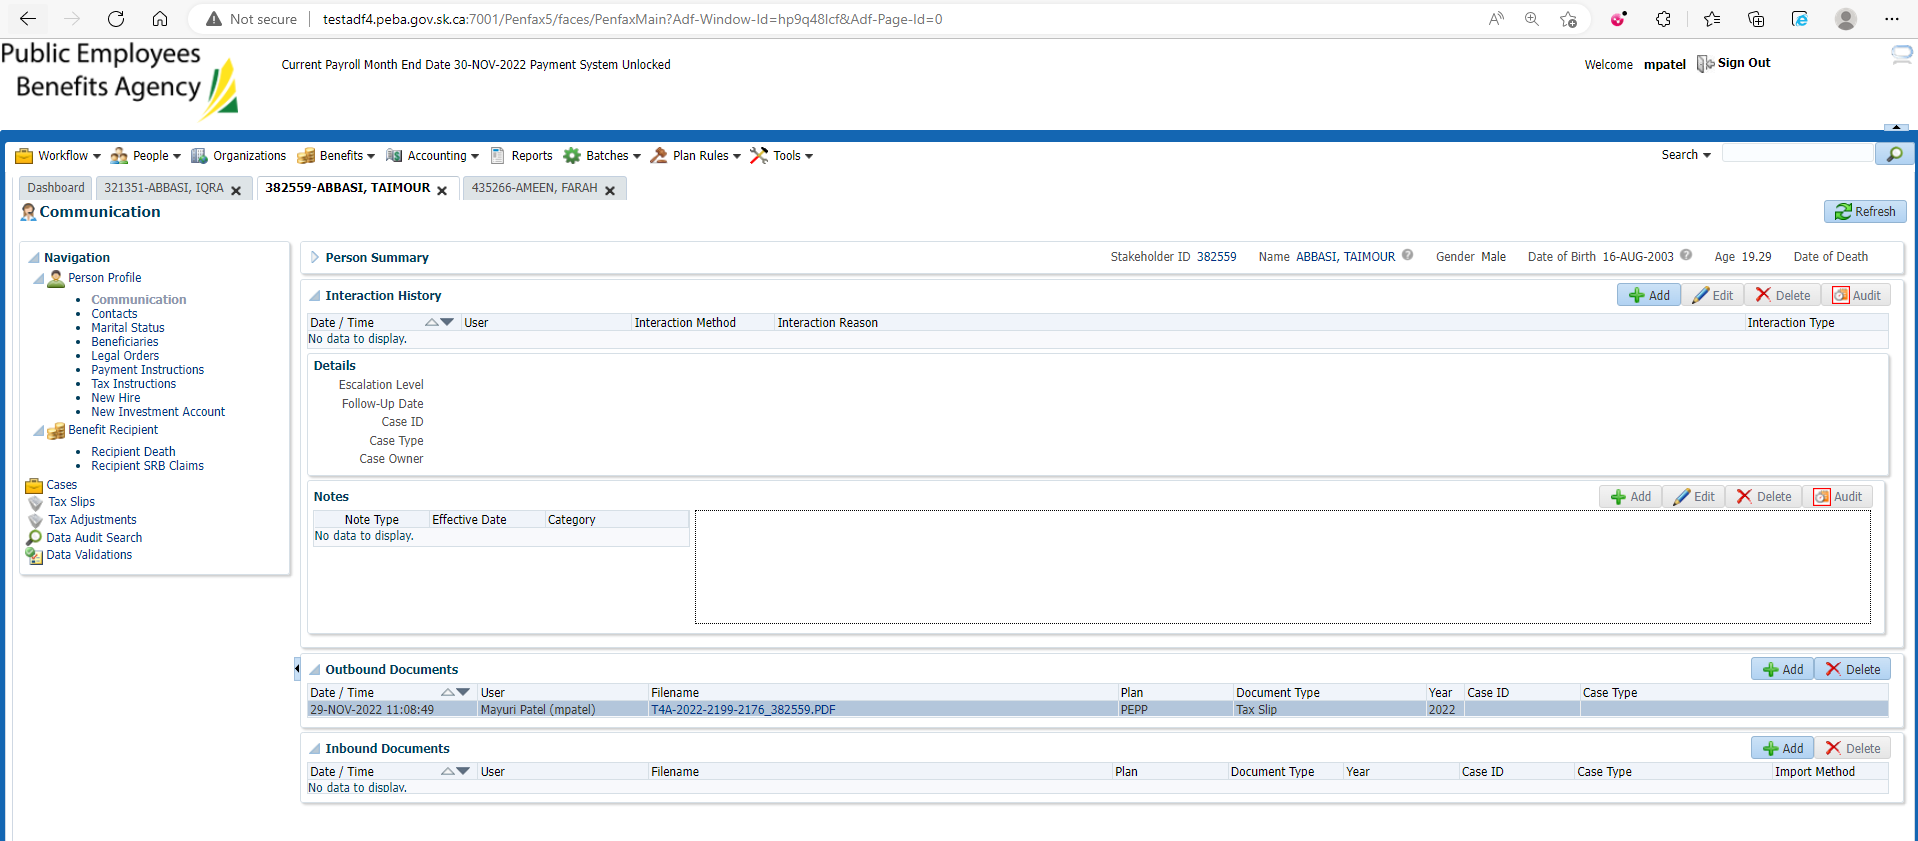 Not secure testadf4.peba.gov.sk.ca:7001/Penfax5/faces/PenfaxMain?Adf-Window-Id=hp9q48lcf&Adf-Page-Id=0
Public Employees
Benefits Agency
Current Payroll Month End Date 30-NOV-2022 Payment System Unlocked
Welcome mpatel Sign Out
Workflow People Organizations Benefits Accounting Reports Batches Plan Rules Tools Search
Dashboard 321351-ABBASI, IQRA 382559-ABBASI, TAIMOUR 435266-AMEEN, FARAH
Communication Refresh
Navigation
Person Profile
Communication
Contacts
Marital Status
Beneficiaries
Legal Orders
Payment Instructions
Tax Instructions
New Hire
New Investment Account
Benefit Recipient
Recipient Death
Recipient SRB Claims
Cases
Tax Slips
Tax Adjustments
Data Audit Search
Data Validations
Person Summary Stakeholder ID 382559 Name ABBASI, TAIMOUR Gender Male Date of Birth 16-AUG-2003 Age 19.29 Date of Death
Interaction History Add Edit Delete Audit
Date / Time User Interaction Method Interaction Reason Interaction Type
No data to display.
Details
Escalation Level
Follow-Up Date
Case ID
Case Type
Case Owner
Notes Add Edit Delete Audit
Note Type Effective Date Category
No data to display.
Outbound Documents Add Delete
Date / Time User Filename Plan Document Type Year Case ID Case Type
29-NOV-2022 11:08:49 Mayuri Patel (mpatel) T4A-2022-2199-2176_382559.PDF PEPP Tax Slip 2022
Inbound Documents Add Delete
Date / Time User Filename Plan Document Type Year Case ID Case Type Import Method
No data to display.